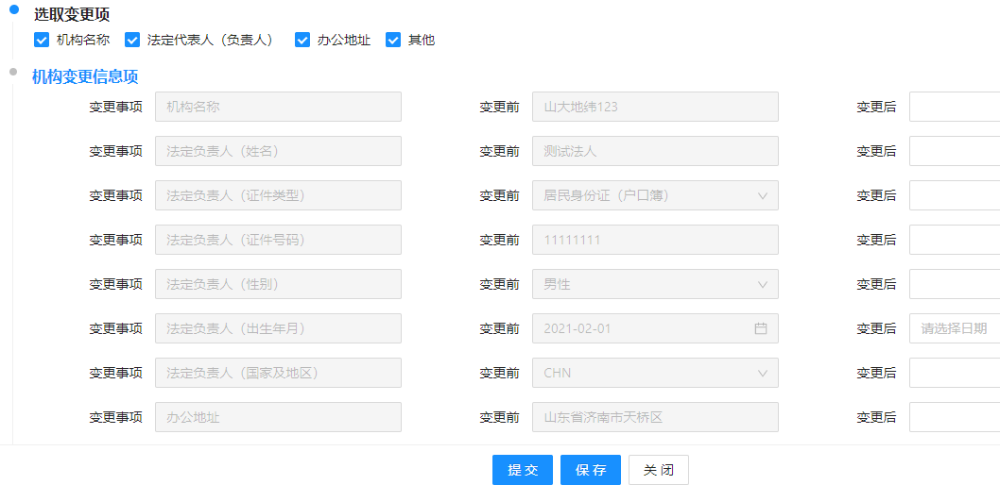 选取变更项
机构名称 法定代表人（负责人） 办公地址 其他
机构变更信息项
变更事项 机构名称 变更前 山大地纬123 变更后
变更事项 法定负责人（姓名） 变更前 测试法人 变更后
变更事项 法定负责人（证件类型） 变更前 居民身份证（户口簿） 变更后
变更事项 法定负责人（证件号码） 变更前 11111111 变更后
变更事项 法定负责人（性别） 变更前 男性 变更后
变更事项 法定负责人（出生年月） 变更前 2021-02-01 变更后 请选择日期
变更事项 法定负责人（国家及地区） 变更前 CHN 变更后
变更事项 办公地址 变更前 山东省济南市天桥区 变更后
提 交 保 存 关 闭